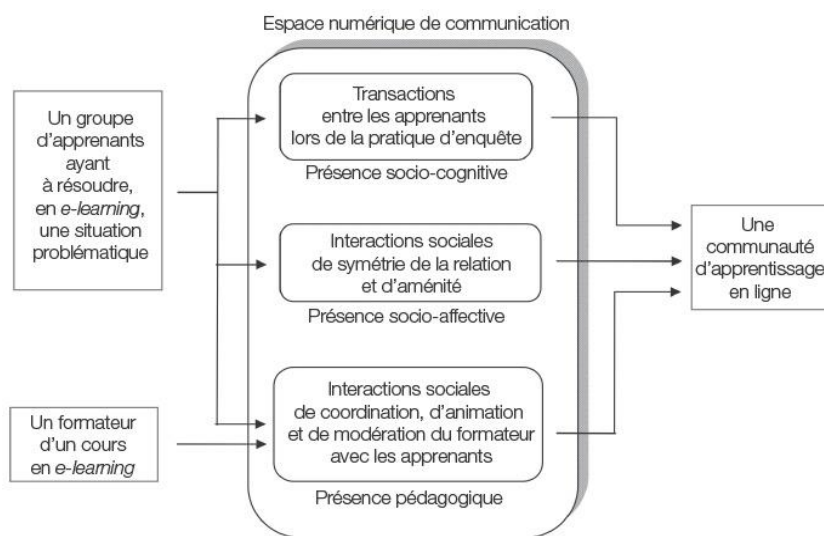 Espace numérique de communication
Un groupe
d'apprenants
ayant
à résoudre,
en e-learning,
une situation
problématique
Transactions
entre les apprenants
lors de la pratique d'enquête
Présence socio-cognitive
Interactions sociales
de symétrie de la relation
et d'aménité
Présence socio-affective
Une
communauté
d'apprentissage
en ligne
Un formateur
d'un cours
en e-learning
Interactions sociales
de coordination, d'animation
et de modération du formateur
avec les apprenants
Présence pédagogique